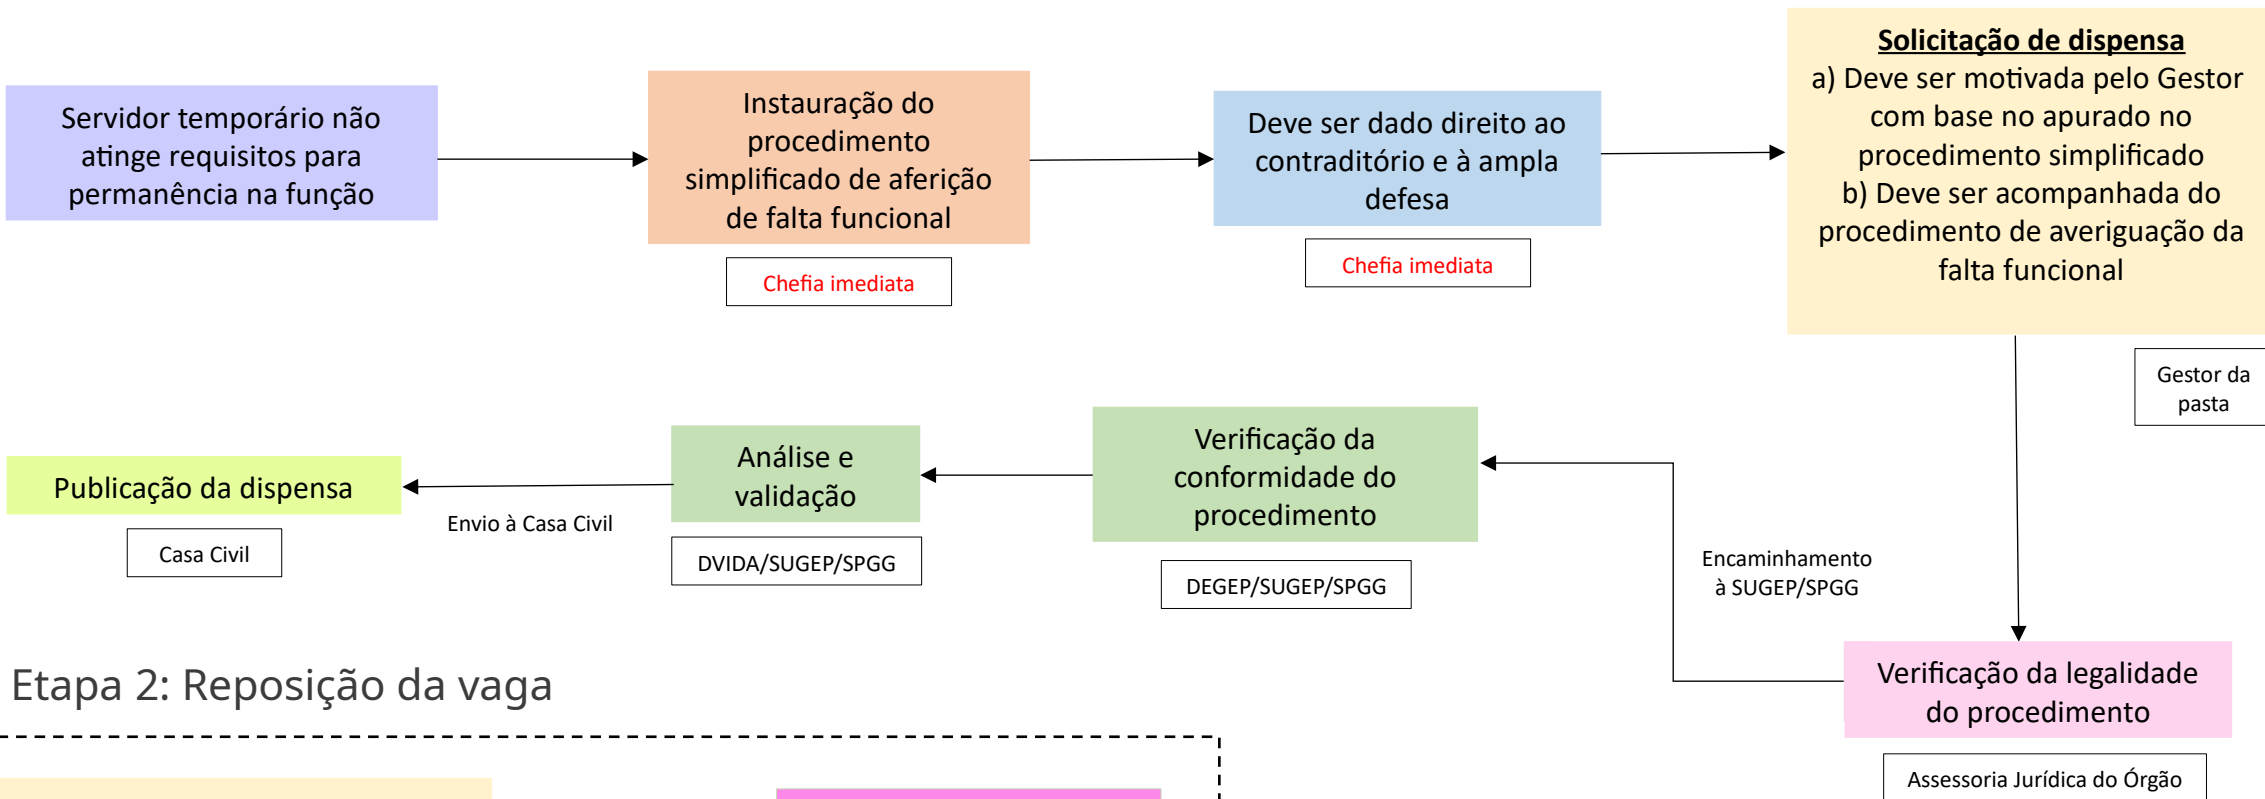 Servidor temporário não
atinge requisitos para
permanência na função
Instauração do
procedimento
simplificado de aferição
de falta funcional
Chefia imediata
Deve ser dado direito ao
contraditório e à ampla
defesa
Chefia imediata
Solicitação de dispensa
a) Deve ser motivada pelo Gestor
com base no apurado no
procedimento simplificado
b) Deve ser acompanhada do
procedimento de averiguação da
falta funcional
Gestor da
pasta
Publicação da dispensa
Casa Civil
Envio à Casa Civil
Análise e
validação
DVIDA/SUGEP/SPGG
Verificação da
conformidade do
procedimento
DEGEP/SUGEP/SPGG
Encaminhamento
à SUGEP/SPGG
Verificação da legalidade
do procedimento
Assessoria Jurídica do Órgão
Etapa 2: Reposição da vaga